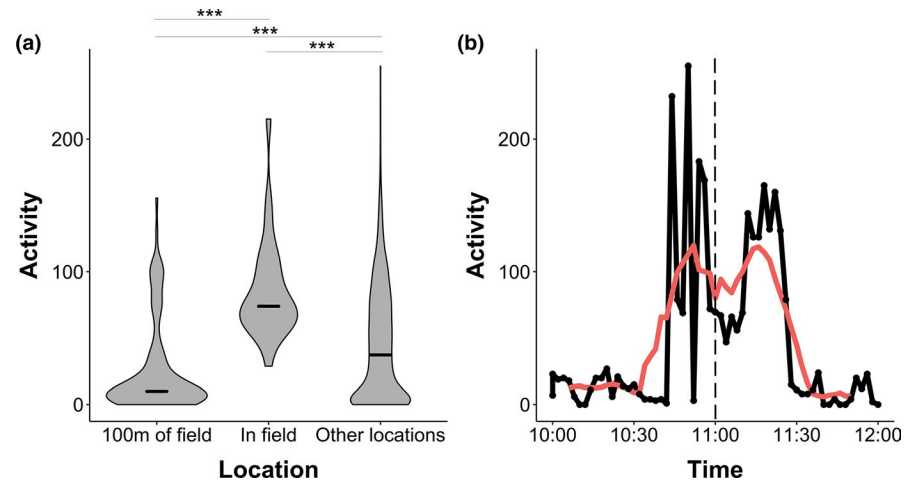 ***
***
***
(a)
200
100
0
Activity
100m of field
In field
Other locations
Location
(b)
200
100
0
Activity
10:00
10:30
11:00
11:30
12:00
Time